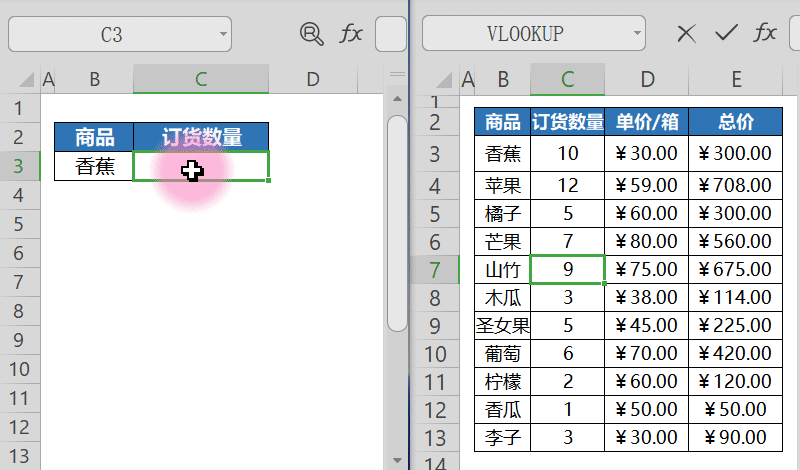 C3
fx
A B C D
1
2 商品 订货数量
3 香蕉
4
5
6
7
8
9
10
11
12
13
VLOOKUP
fx
A B C D E
1
2 商品 订货数量 单价/箱 总价
3 香蕉 10 ￥30.00 ￥300.00
4 苹果 12 ￥59.00 ￥708.00
5 橘子 5 ￥60.00 ￥300.00
6 芒果 7 ￥80.00 ￥560.00
7 山竹 9 ￥75.00 ￥675.00
8 木瓜 3 ￥38.00 ￥114.00
9 圣女果 5 ￥45.00 ￥225.00
10 葡萄 6 ￥70.00 ￥420.00
11 柠檬 2 ￥60.00 ￥120.00
12 香瓜 1 ￥50.00 ￥50.00
13 李子 3 ￥30.00 ￥90.00
14